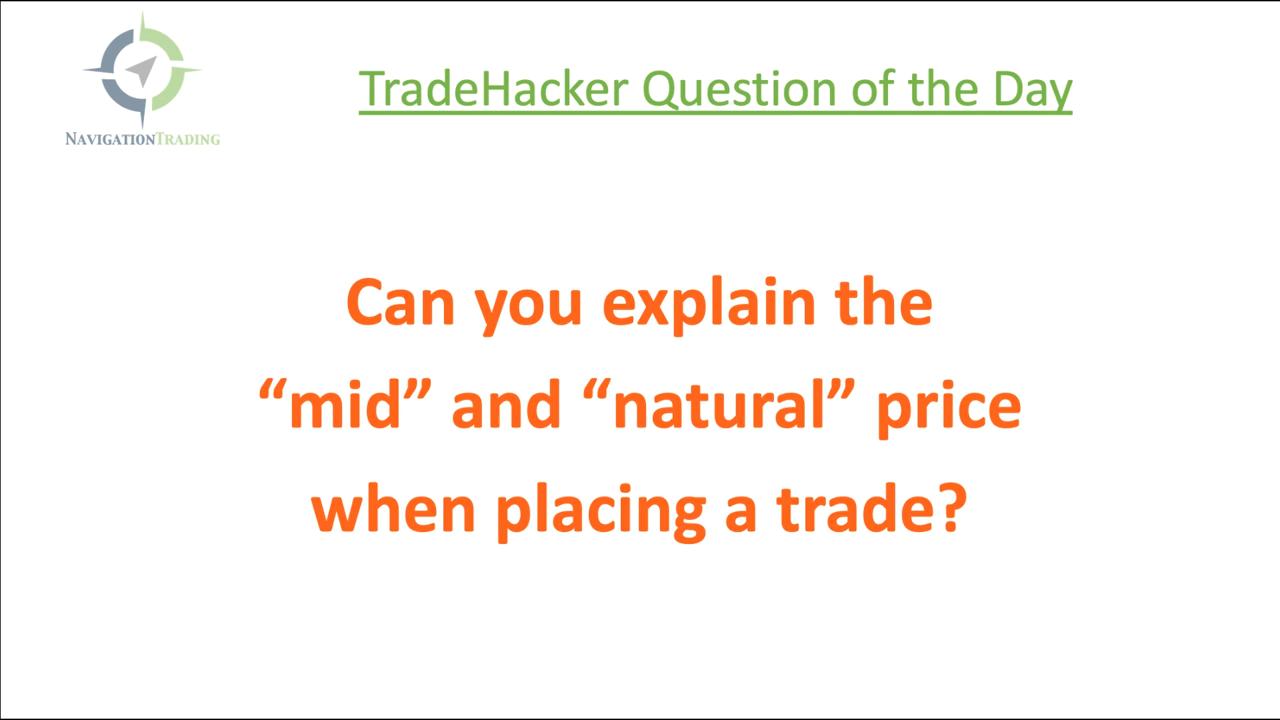 NAVIGATIONTRADING
TradeHacker Question of the Day
Can you explain the
“mid” and “natural” price
when placing a trade?